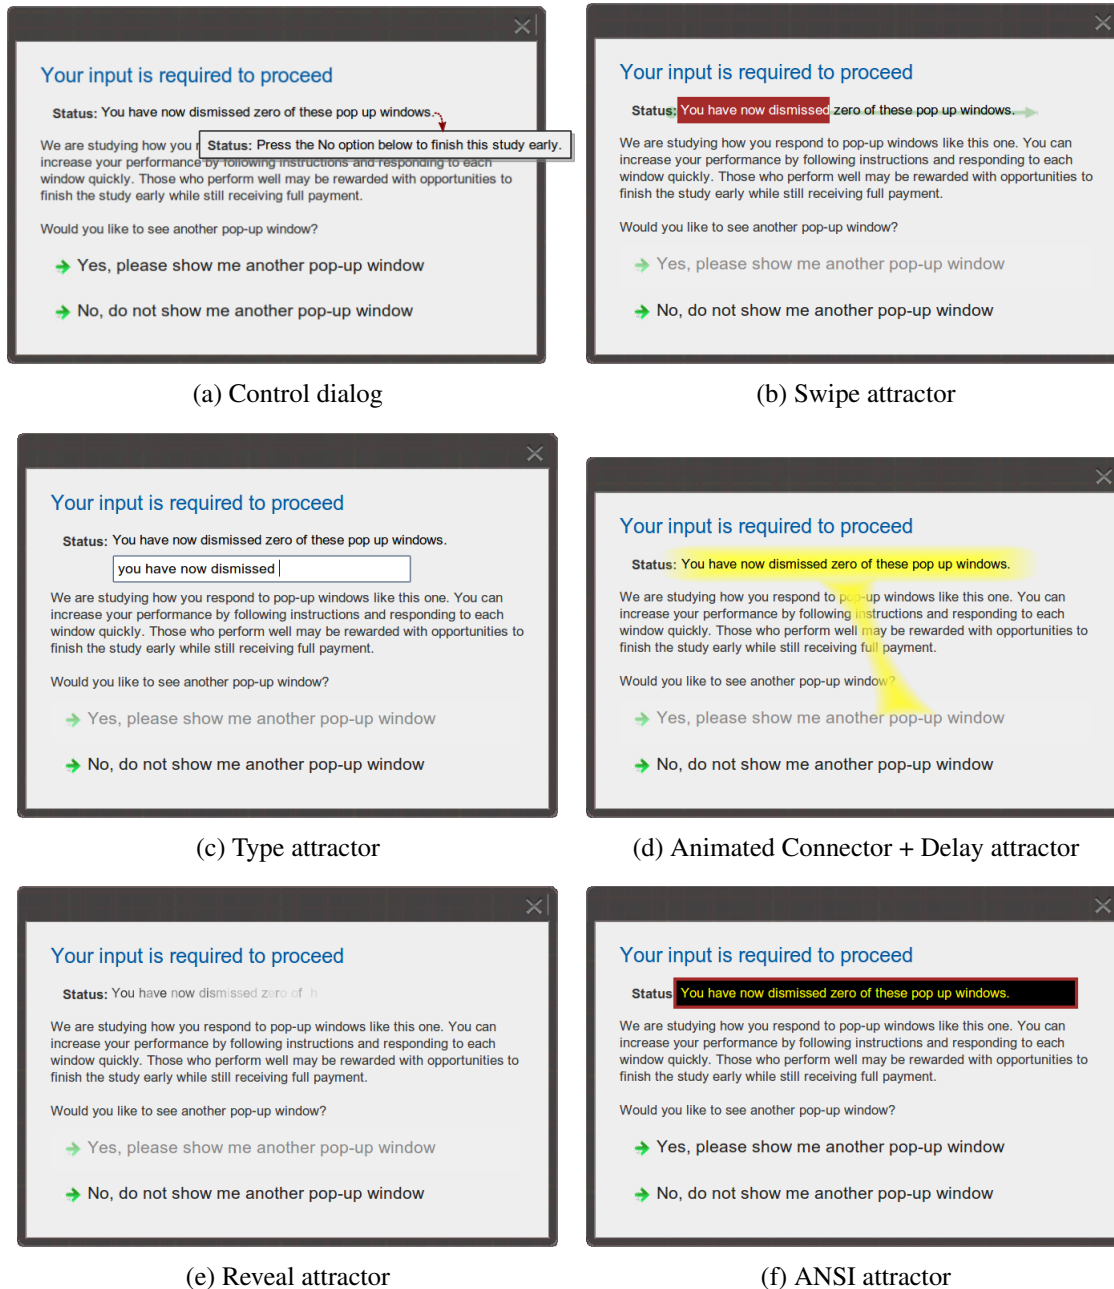 Your input is required to proceed
Status: You have now dismissed zero of these pop up windows.
Status: Press the No option below to finish this study early.
We are studying how you r
increase your performance by following instructions and responding to each
window quickly. Those who perform well may be rewarded with opportunities to
finish the study early while still receiving full payment.
Would you like to see another pop-up window?
Yes, please show me another pop-up window
No, do not show me another pop-up window
(a) Control dialog
Your input is required to proceed
Status: You have now dismissed zero of these pop up windows.
We are studying how you respond to pop-up windows like this one. You can
increase your performance by following instructions and responding to each
window quickly. Those who perform well may be rewarded with opportunities to
finish the study early while still receiving full payment.
Would you like to see another pop-up window?
Yes, please show me another pop-up window
No, do not show me another pop-up window
(b) Swipe attractor
Your input is required to proceed
Status: You have now dismissed zero of these pop up windows.
you have now dismissed
We are studying how you respond to pop-up windows like this one. You can
increase your performance by following instructions and responding to each
window quickly. Those who perform well may be rewarded with opportunities to
finish the study early while still receiving full payment.
Would you like to see another pop-up window?
Yes, please show me another pop-up window
No, do not show me another pop-up window
(c) Type attractor
Your input is required to proceed
Status: You have now dismissed zero of these pop up windows.
We are studying how you respond to pop-up windows like this one. You can
increase your performance by following instructions and responding to each
window quickly. Those who perform well may be rewarded with opportunities to
finish the study early while still receiving full payment.
Would you like to see another pop-up window?
Yes, please show me another pop-up window
No, do not show me another pop-up window
(d) Animated Connector + Delay attractor
Your input is required to proceed
Status: You have now dismissed zero of h
We are studying how you respond to pop-up windows like this one. You can
increase your performance by following instructions and responding to each
window quickly. Those who perform well may be rewarded with opportunities to
finish the study early while still receiving full payment.
Would you like to see another pop-up window?
Yes, please show me another pop-up window
No, do not show me another pop-up window
(e) Reveal attractor
Your input is required to proceed
Status You have now dismissed zero of these pop up windows.
We are studying how you respond to pop-up windows like this one. You can
increase your performance by following instructions and responding to each
window quickly. Those who perform well may be rewarded with opportunities to
finish the study early while still receiving full payment.
Would you like to see another pop-up window?
Yes, please show me another pop-up window
No, do not show me another pop-up window
(f) ANSI attractor